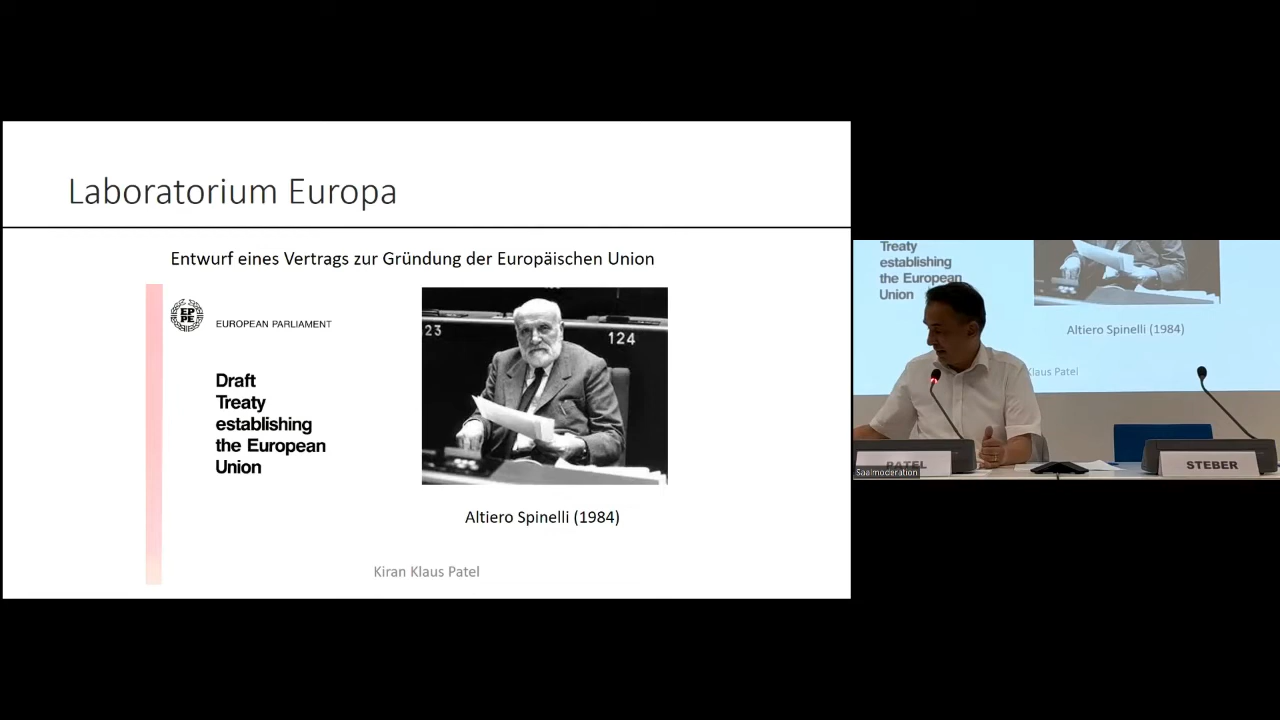 Laboratorium Europa
Entwurf eines Vertrags zur Gründung der Europäischen Union
EP
PE
EUROPEAN PARLIAMENT
Draft
Treaty
establishing
the European
Union
23
124
Altiero Spinelli (1984)
Kiran Klaus Patel
Treaty
establishing
the European
Union
Altiero Spinelli (1984)
Klaus Patel
PATEL
Saalmoderation
STEBER